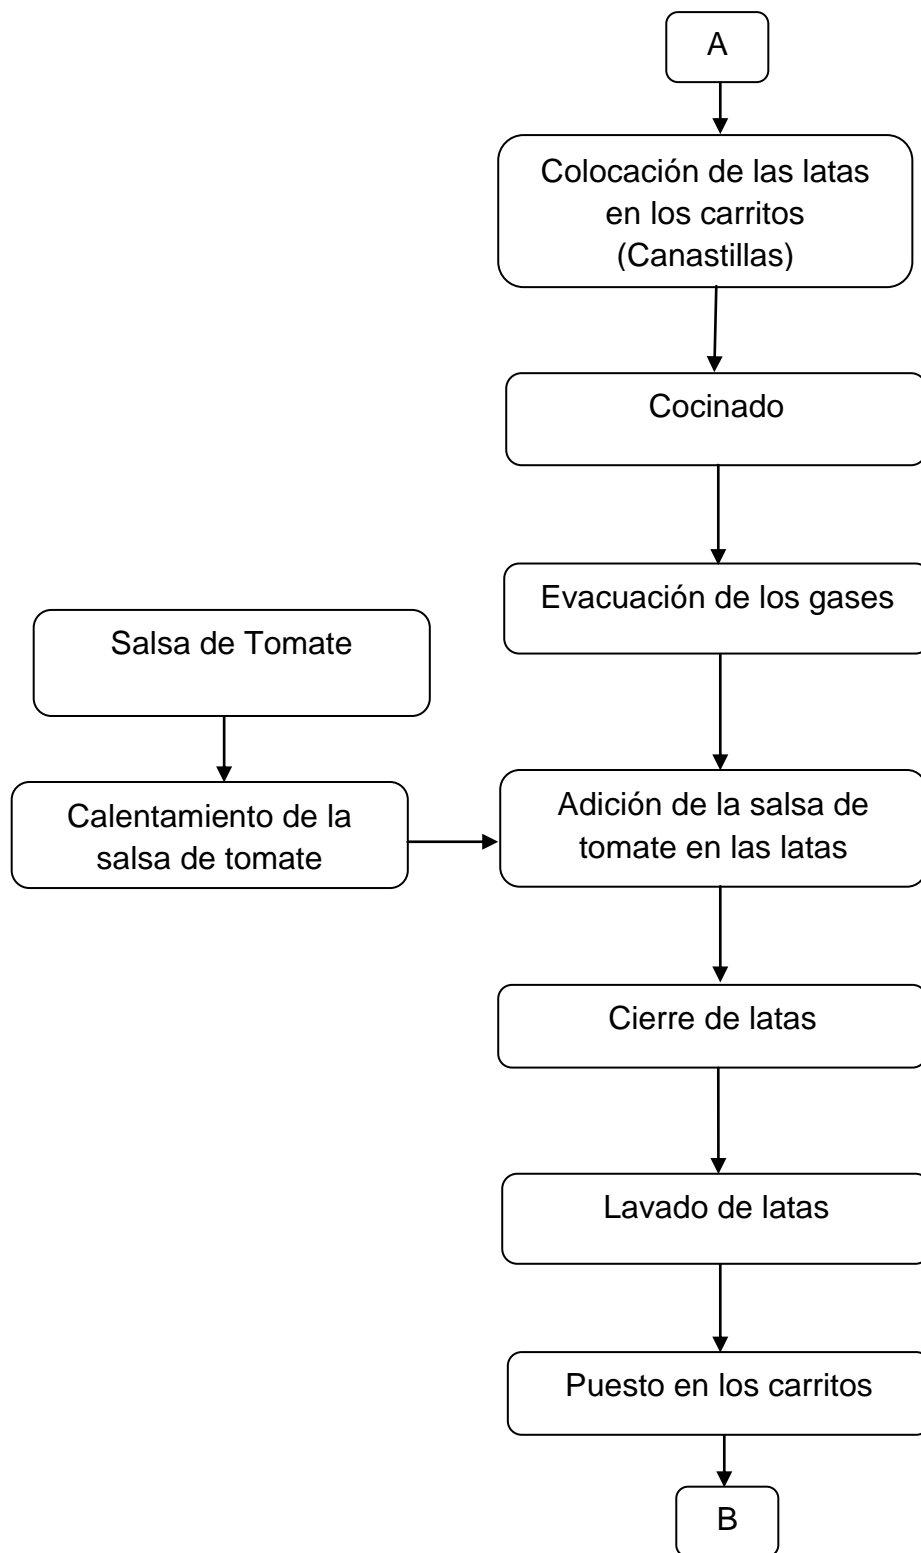 A
Colocación de las latas
en los carritos
(Canastillas)
Cocinado
Evacuación de los gases
Salsa de Tomate
Calentamiento de la
salsa de tomate
Adición de la salsa de
tomate en las latas
Cierre de latas
Lavado de latas
Puesto en los carritos
B